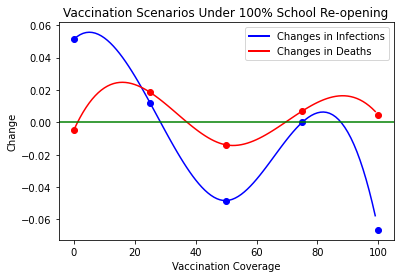 Vaccination Scenarios Under 100% School Re-opening
0.06
0.04
0.02
0.00
−0.02
−0.04
−0.06
Change
Changes in Infections
Changes in Deaths
0
20
40
60
80
100
Vaccination Coverage